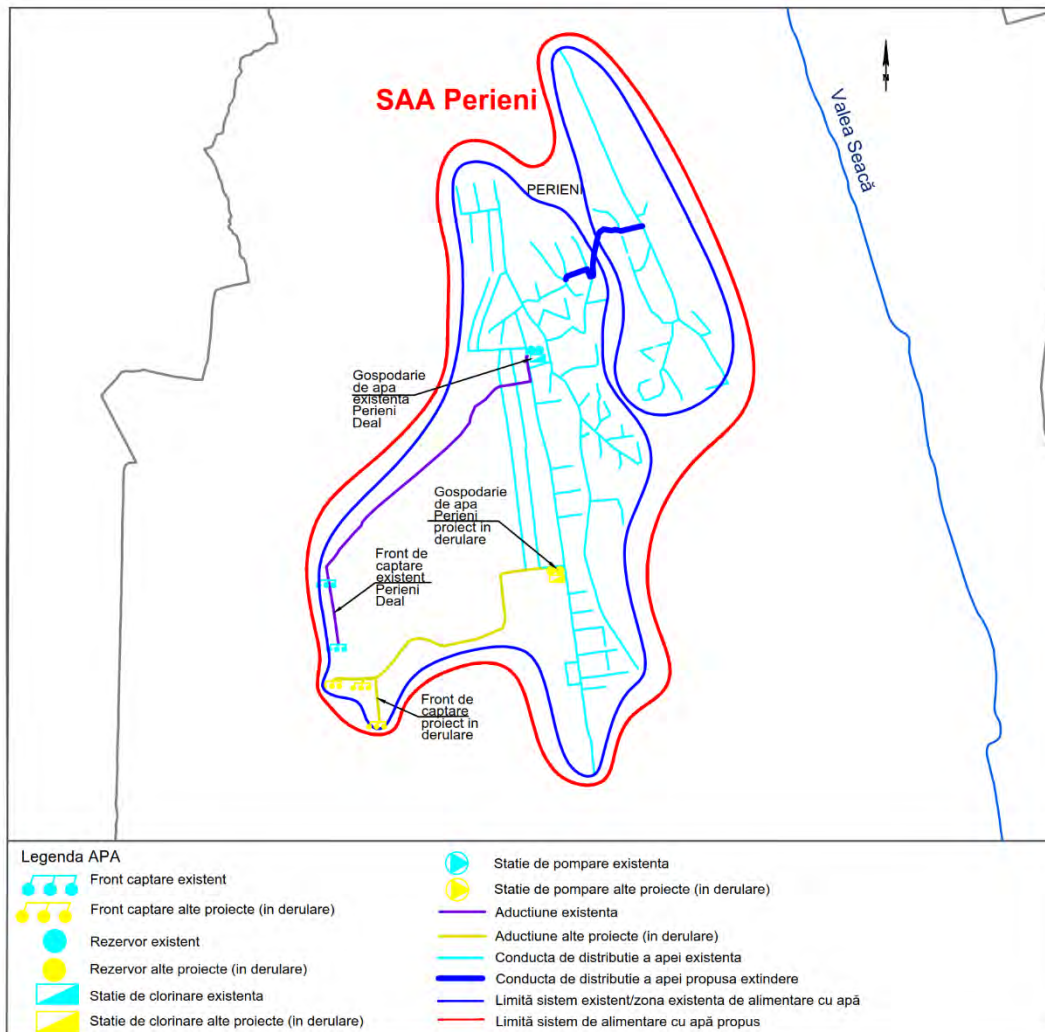 SAA Perieni
PERIENI
Valea Seacă
N
Gospodarie
de apa
existenta
Perieni
Deal
Gospodarie
de apa
Perieni
proiect in
derulare
Front de
captare
existent
Perieni
Deal
Front de
captare
proiect in
derulare
Legenda APA
Front captare existent
Front captare alte proiecte (in derulare)
Rezervor existent
Rezervor alte proiecte (in derulare)
Statie de clorinare existenta
Statie de clorinare alte proiecte (in derulare)
Statie de pompare existenta
Statie de pompare alte proiecte (in derulare)
Aductiune existenta
Aductiune alte proiecte (in derulare)
Conducta de distributie a apei existenta
Conducta de distributie a apei propusa extindere
Limită sistem existent/zona existenta de alimentare cu apă
Limită sistem de alimentare cu apă propus